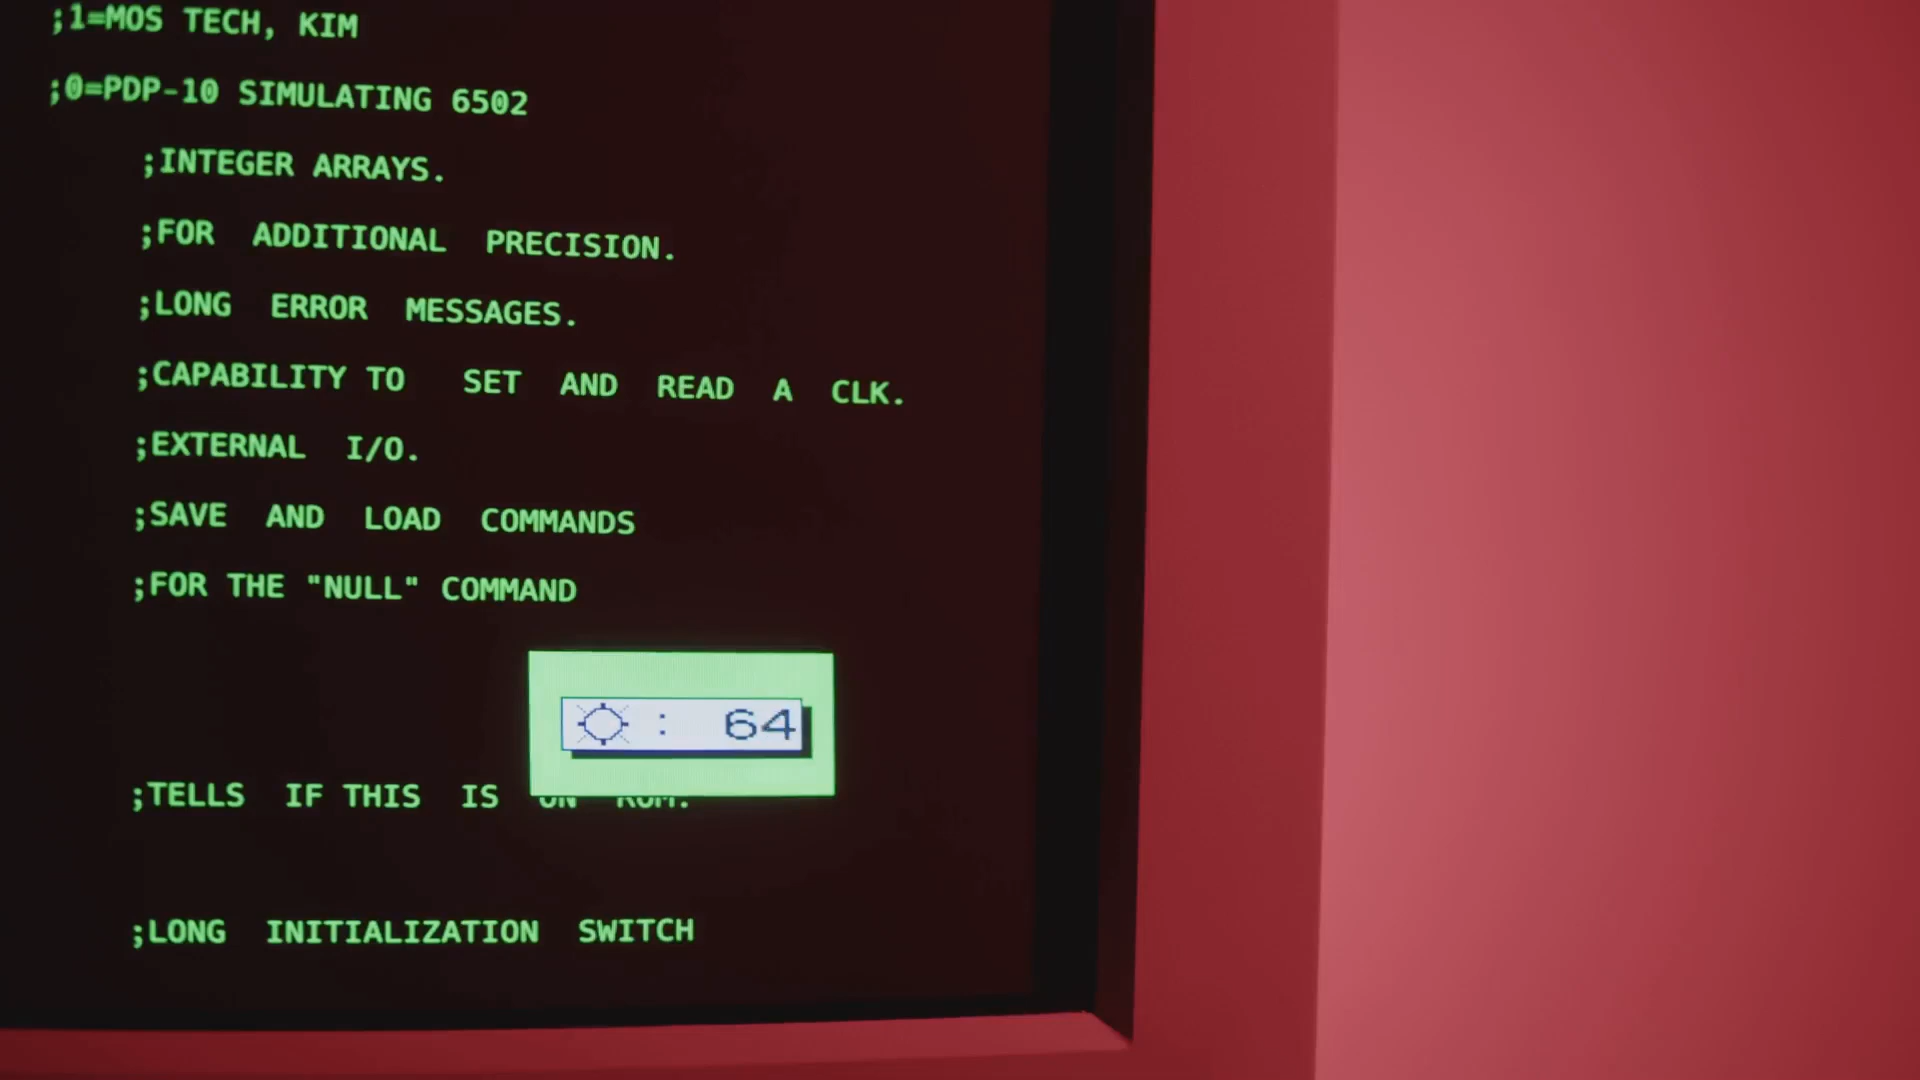 ;1=MOS TECH, KIM
;0=PDP-10 SIMULATING 6502
;INTEGER ARRAYS.
;FOR ADDITIONAL PRECISION.
;LONG ERROR MESSAGES.
;CAPABILITY TO SET AND READ A CLK.
;EXTERNAL I/O.
;SAVE AND LOAD COMMANDS
;FOR THE "NULL" COMMAND
: 64
;TELLS IF THIS IS ON ROM.
;LONG INITIALIZATION SWITCH